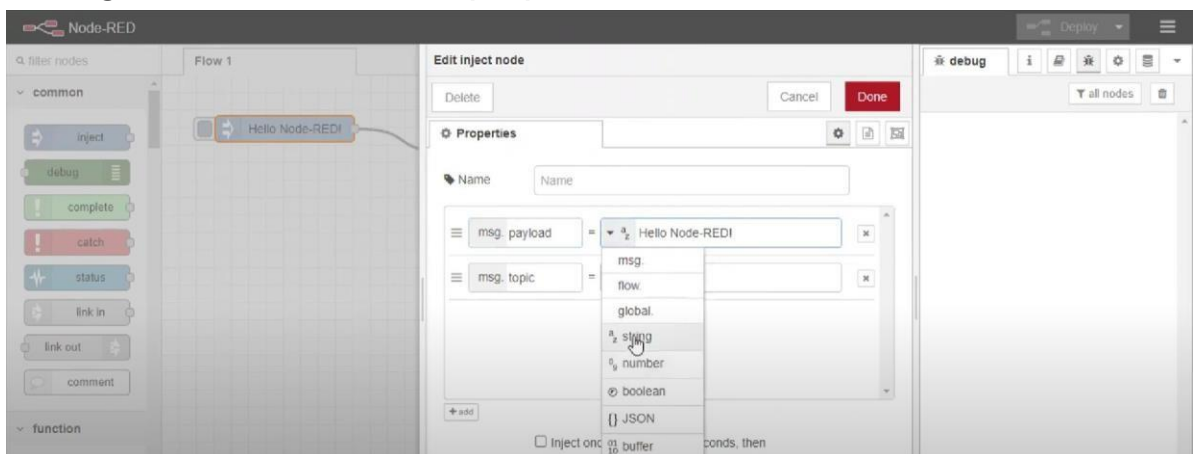 Node-RED
Deploy
filter nodes
Flow 1
Edit inject node
debug
i
common
Delete
Cancel
Done
all nodes
inject
Hello Node-RED!
Properties
debug
Name
Name
complete
msg. payload
=
Hello Node-RED!
catch
msg.
status
msg. topic
=
flow.
link in
global.
string
link out
number
comment
boolean
add
{} JSON
function
Inject once
buffer
conds, then